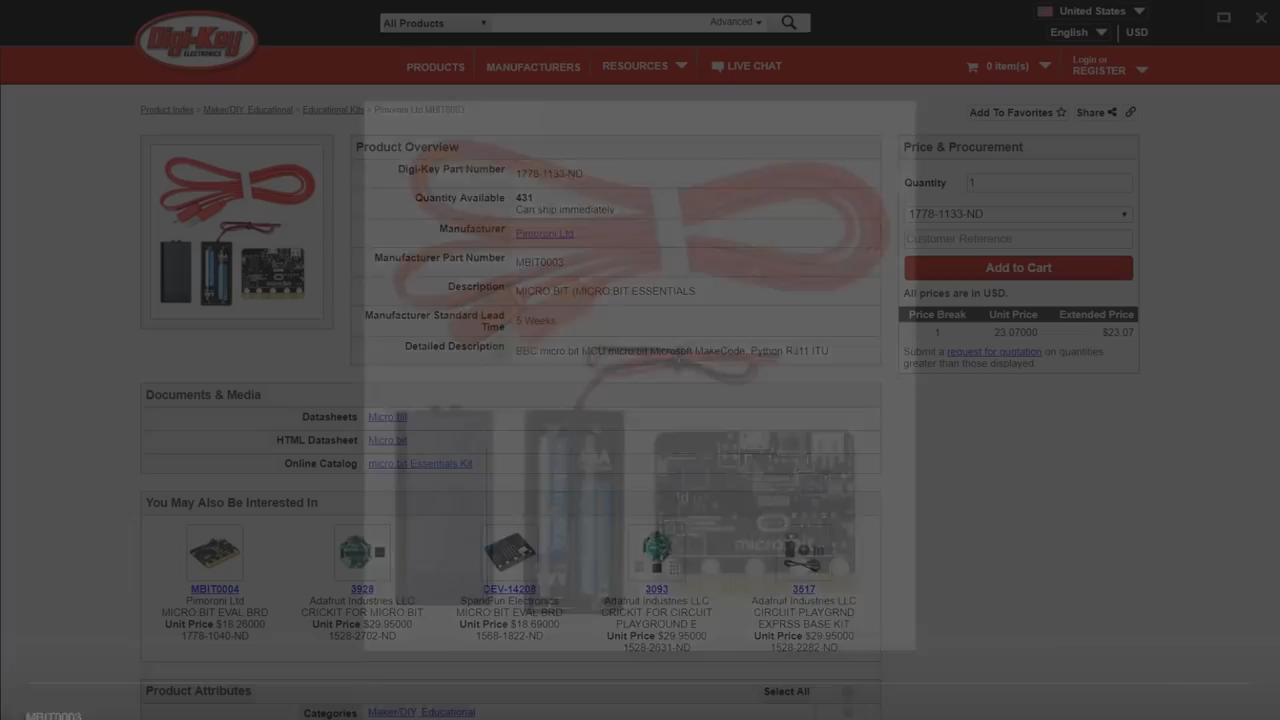 All Products
Advanced
United States
English
USD
Digi-Key
ELECTRONICS
PRODUCTS
MANUFACTURERS
RESOURCES
LIVE CHAT
0 item(s)
Login or
REGISTER
Product Index > Maker/DIY, Educational > Educational Kits > Pimoroni Ltd MBIT0003
Add To Favorites
Share
Product Overview
Digi-Key Part Number 1778-1133-ND
Quantity Available 431
Can ship immediately
Manufacturer Pimoroni Ltd
Manufacturer Part Number MBIT0003
Description MICRO:BIT (MICRO:BIT ESSENTIALS
Manufacturer Standard Lead Time 5 Weeks
Detailed Description BBC micro:bit MCU micro:bit Microsoft MakeCode, Python RJ11 ITU
Price & Procurement
Quantity 1
1778-1133-ND
Customer Reference
Add to Cart
All prices are in USD.
Price Break Unit Price Extended Price
1 23.07000 $23.07
Submit a request for quotation on quantities
greater than those displayed.
Documents & Media
Datasheets Micro:bit
HTML Datasheet Micro:bit
Online Catalog micro:bit Essentials Kit
You May Also Be Interested In
MBIT0004
Pimoroni Ltd
MICRO:BIT EVAL BRD
Unit Price $18.26000
1778-1040-ND
3928
Adafruit Industries LLC
CRICKIT FOR MICRO BIT
Unit Price $29.95000
1528-2702-ND
DEV-14208
SparkFun Electronics
MICRO:BIT EVAL BRD
Unit Price $18.69000
1568-1822-ND
3093
Adafruit Industries LLC
CRICKIT FOR CIRCUIT
PLAYGROUND E
Unit Price $29.95000
1528-2631-ND
3517
Adafruit Industries LLC
CIRCUIT PLAYGRND
EXPRSS BASE KIT
Unit Price $29.95000
1528-2282-ND
Product Attributes
Select All
Categories Maker/DIY, Educational
MBIT0003